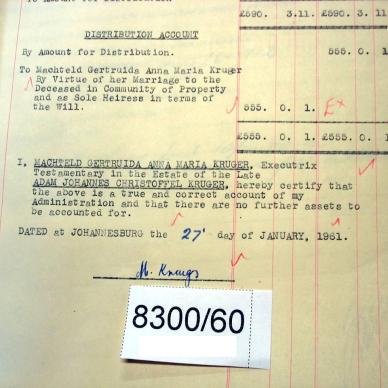 To Amount for Distribution.
£590. 3.11. £590. 3. 11
DISTRIBUTION ACCOUNT
By Amount for Distribution. 555. 0.
To Machteld Gertruida Anna Maria Kruger
By Virtue of her Marriage to the
Deceased in Community of Property
and as Sole Heiress in terms of
the Will. 555. 0. 1. Ex
£555. 0. 1. £555. 0. 1.
I, MACHTELD GERTRUIDA ANNA MARIA KRUGER, Executrix
Testamentary in the Estate of the Late
ADAM JOHANNES CHRISTOFFEL KRUGER, hereby certify that
the above is a true and correct account of my
Administration and that there are no further assets to
be accounted for.
DATED at JOHANNESBURG the 27' day of JANUARY, 1961.
M. Kruger
8300/60